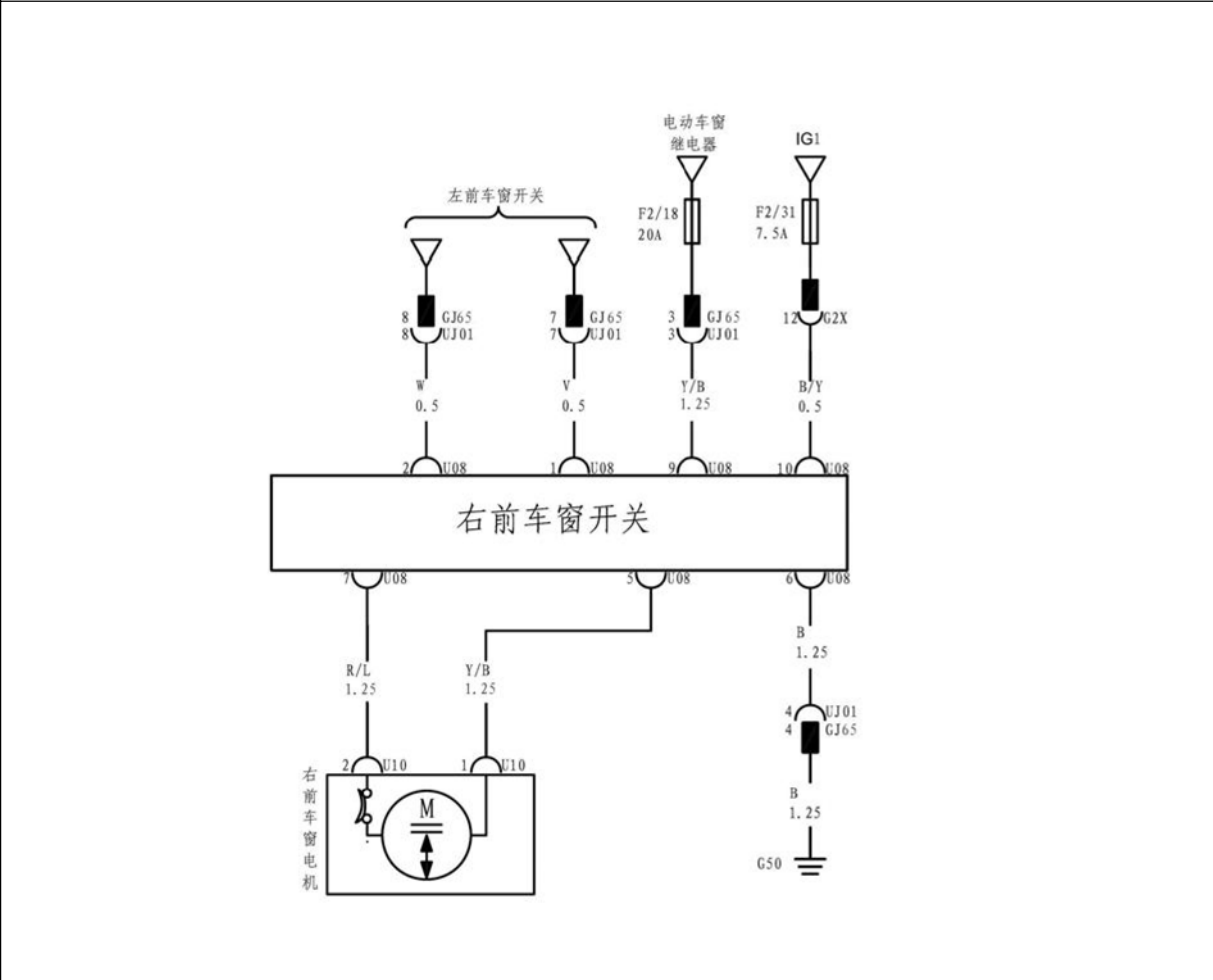 电动车窗
继电器
IG1
左前车窗开关
F2/18
20A
F2/31
7.5A
8 GJ65
8 UJ01
7 GJ65
7 UJ01
3 GJ65
3 UJ01
12 G2X
W
0.5
V
0.5
Y/B
1.25
B/Y
0.5
2 U08
1 U08
9 U08
10 U08
右前车窗开关
7 U08
5 U08
6 U08
R/L
1.25
Y/B
1.25
B
1.25
4 UJ01
4 GJ65
2 U10
1 U10
右前车窗电机
M
B
1.25
G50